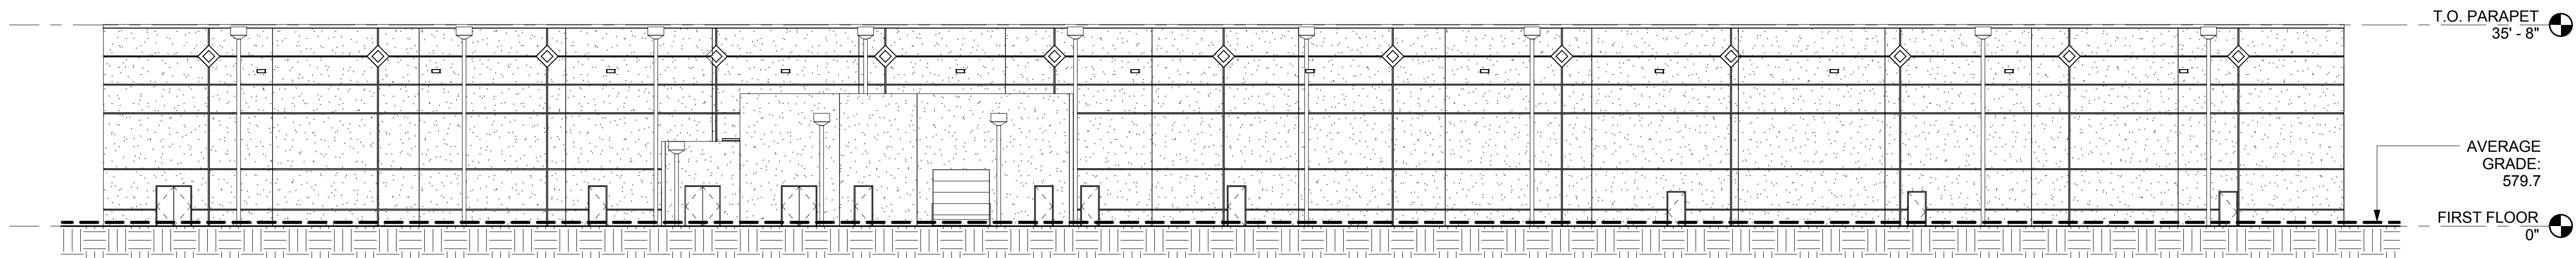 T.O. PARAPET
35' - 8"
AVERAGE
GRADE:
579.7
FIRST FLOOR
0"